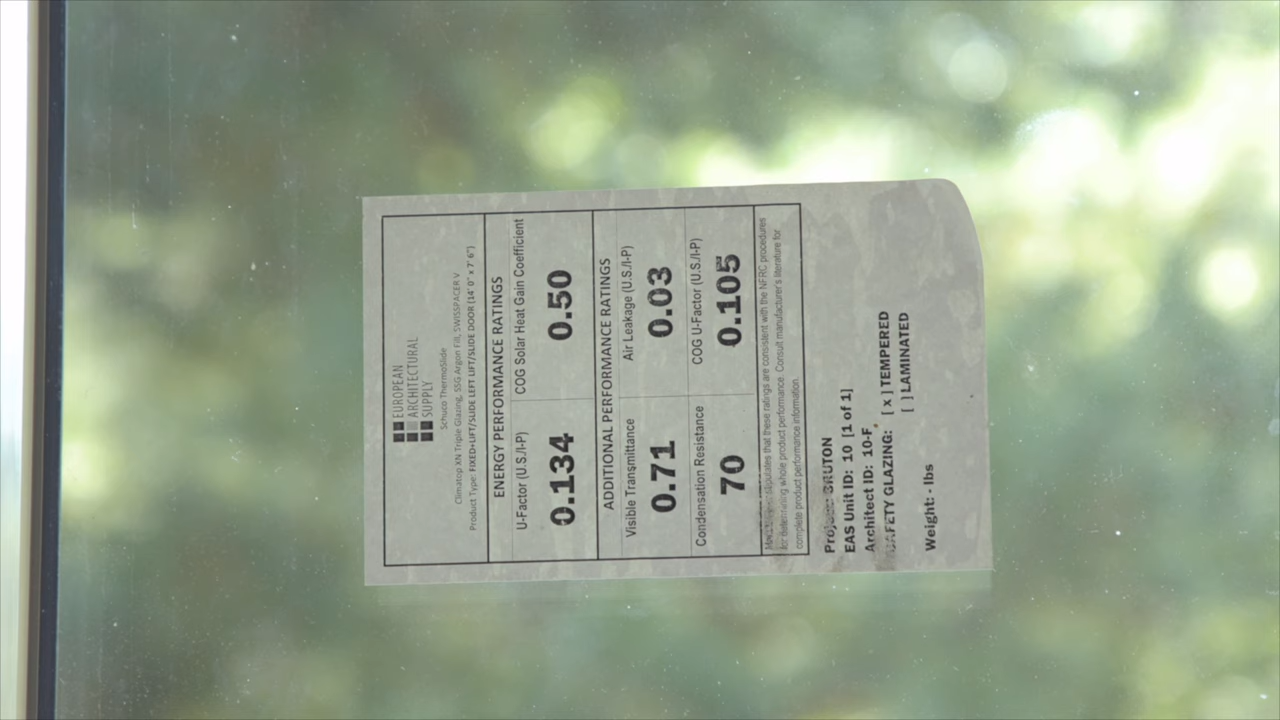 EUROPEAN
ARCHITECTURAL
SUPPLY
Schuco ThermoSlide
Climatop XN Triple Glazing, SSG Argon Fill, SWISSPACER V
Product Type: FIXED+LIFT/SLIDE LEFT LIFT/SLIDE DOOR (14' 0" x 7' 6")
ENERGY PERFORMANCE RATINGS
U-Factor (U.S./I-P) COG Solar Heat Gain Coefficient
0.134 0.50
ADDITIONAL PERFORMANCE RATINGS
Visible Transmittance Air Leakage (U.S./I-P)
0.71 0.03
Condensation Resistance COG U-Factor (U.S./I-P)
70 0.105
stipulates that these ratings are consistent with the NFRC procedures
for determining whole product performance. Consult manufacturer's literature for
complete product performance information.
Project: BRUTON
EAS Unit ID: 10 [1 of 1]
Architect ID: 10-F
SAFETY GLAZING: [ x ] TEMPERED
[ ] LAMINATED
Weight: - lbs